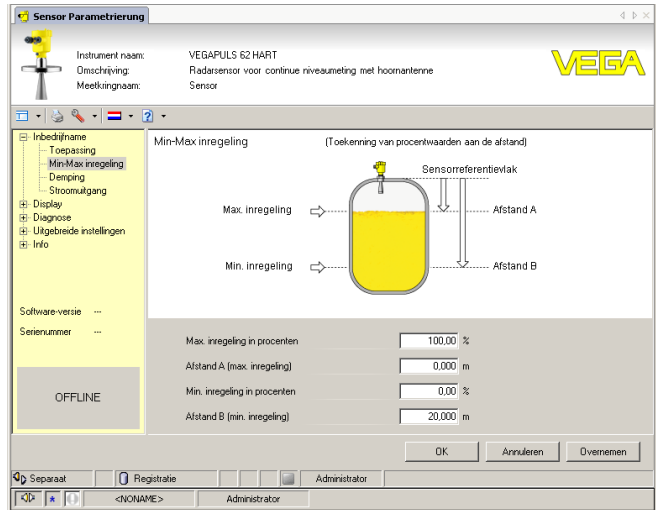 Sensor Parametrierung
Instrument naam: VEGAPULS 62 HART
Omschrijving: Radarsensor voor continue niveaumeting met hoornantenne
Meetkringnaam: Sensor
VEGA
Inbedrijfname
Toepassing
Min-Max inregeling
Demping
Stroomuitgang
Display
Diagnose
Uitgebreide instellingen
Info
Software-versie ---
Serienummer ---
OFFLINE
Min-Max inregeling (Toekenning van procentwaarden aan de afstand)
Sensorreferentievlak
Max. inregeling
Afstand A
Min. inregeling
Afstand B
Max. inregeling in procenten 100,00 %
Afstand A (max. inregeling) 0,000 m
Min. inregeling in procenten 0,00 %
Afstand B (min. inregeling) 20,000 m
OK Annuleren Overnemen
Separaat Registratie Administrator
<NONAME> Administrator